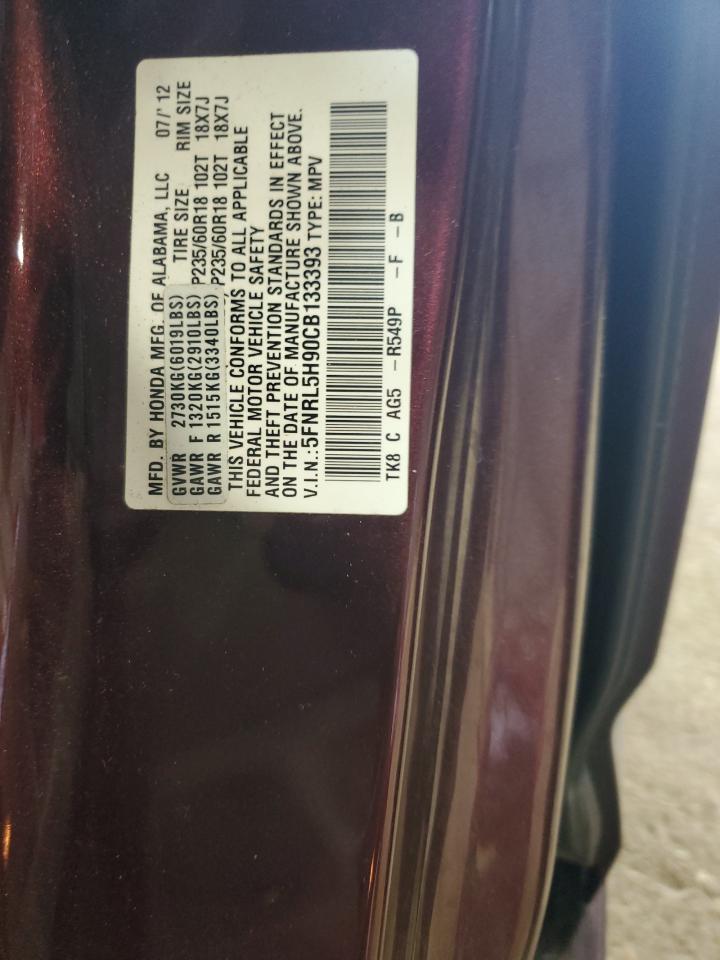 MFD. BY HONDA MFG. OF ALABAMA, LLC 07/'12
GVWR 2730KG(6019LBS) TIRE SIZE RIM SIZE
GAWR F 1320KG(2910LBS) P235/60R18 102T 18X7J
GAWR R 1515KG(3340LBS) P235/60R18 102T 18X7J
THIS VEHICLE CONFORMS TO ALL APPLICABLE
FEDERAL MOTOR VEHICLE SAFETY
AND THEFT PREVENTION STANDARDS IN EFFECT
ON THE DATE OF MANUFACTURE SHOWN ABOVE.
V.I.N.:5FNRL5H90CB133393 TYPE: MPV
TK8 C AG5 -R549P -F -B